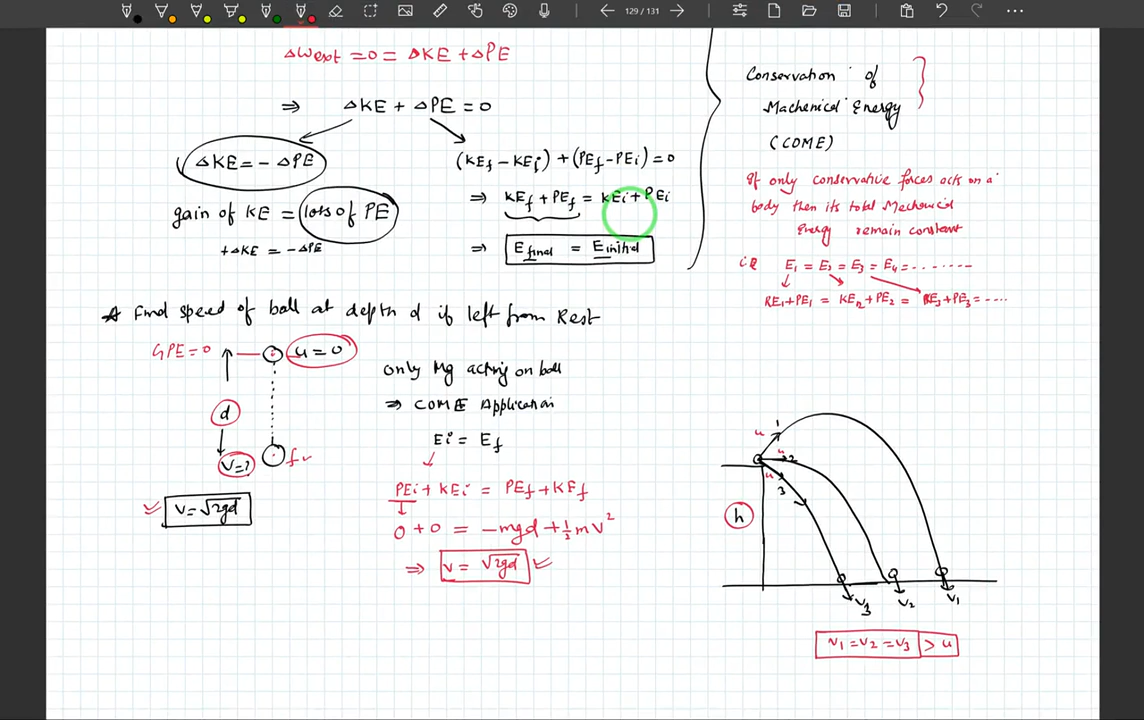 129 / 131
ΔWext = 0 = ΔKE + ΔPE
⇒ ΔKE + ΔPE = 0
ΔKE = - ΔPE
gain of KE = lots of PE
+ΔKE = -ΔPE
(KEf - KEi) + (PEf - PEi) = 0
⇒ KEf + PEf = KEi + PEi
⇒ Efinal = Einitial
Conservation of
Machenical Energy
(COME)
If only conservative forces acts on a
body then its total Mechanical
Energy remain constant
i.e E1 = E2 = E3 = E4 = ........
KE1+PE1 = KE2+PE2 = KE3+PE3 = ....
Find speed of ball at depth d if left from Rest
GPE=0
u = 0
d
v=?
f
v = √2gd
only Mg acting on ball
⇒ COME Application
Ei = Ef
PEi + KEi = PEf + KEf
0 + 0 = -mgd + ½mv²
⇒ v = √2gd
u 1
u 2
u
3
h
v3 v2 v1
v1 = v2 = v3 > u